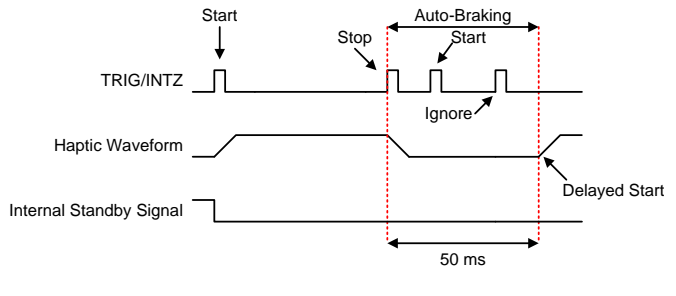 Start
Auto-Braking
Stop
Start
TRIG/INTZ
Ignore
Haptic Waveform
Delayed Start
Internal Standby Signal
50 ms